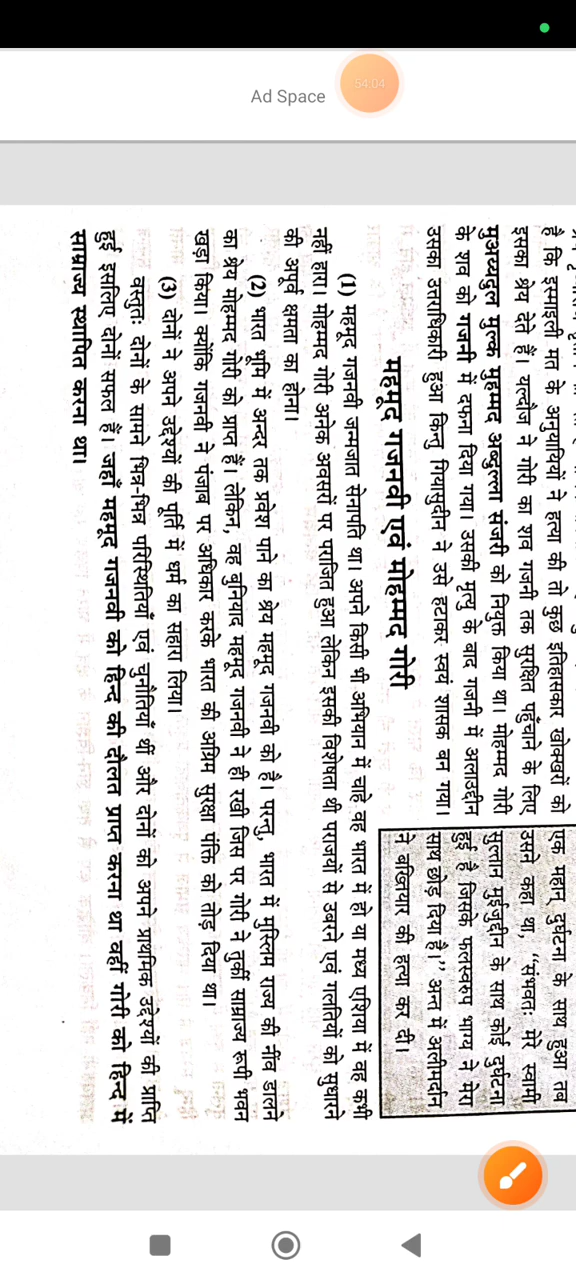 Ad Space
54:04
है कि इस्माइली मत के अनुयायियों ने हत्या की तो कुछ इतिहासकार खोक्खरों को
इसका श्रेय देते हैं। यल्दौज ने गोरी का शव गजनी तक सुरक्षित पहुँचाने के लिए
मुअय्यदुल मुल्क मुहम्मद अब्दुल्ला संजरी को नियुक्त किया था। मोहम्मद गोरी
के शव को गजनी में दफना दिया गया। उसकी मृत्यु के बाद गजनी में अलाउद्दीन
उसका उत्तराधिकारी हुआ किन्तु गियासुद्दीन ने उसे हटाकर स्वयं शासक बन गया।
एक महान् दुर्घटना के साथ हुआ तब
उसने कहा था, “संभवतः मेरे स्वामी
सुल्तान मुईजुद्दीन के साथ कोई दुर्घटना
हुई है जिसके फलस्वरूप भाग्य ने मेरा
साथ छोड़ दिया है।” अन्त में अलीमर्दान
ने बख्तियार की हत्या कर दी।
महमूद गजनवी एवं मोहम्मद गोरी
(1) महमूद गजनवी जन्मजात सेनापति था। अपने किसी भी अभियान में चाहे वह भारत में हो या मध्य एशिया में वह कभी
नहीं हारा। मोहम्मद गोरी अनेक अवसरों पर पराजित हुआ लेकिन इसकी विशेषता थी पराजयों से उबरने एवं गलतियों को सुधारने
की अपूर्व क्षमता का होना।
(2) भारत भूमि में अन्दर तक प्रवेश पाने का श्रेय महमूद गजनवी को है। परन्तु, भारत में मुस्लिम राज्य की नींव डालने
का श्रेय मोहम्मद गोरी को प्राप्त है। लेकिन, वह बुनियाद महमूद गजनवी ने ही रखी जिस पर गोरी ने तुर्की साम्राज्य रूपी भवन
खड़ा किया। क्योंकि गजनवी ने पंजाब पर अधिकार करके भारत की अग्रिम सुरक्षा पंक्ति को तोड़ दिया था।
(3) दोनों ने अपने उद्देश्यों की पूर्ति में धर्म का सहारा लिया।
वस्तुतः दोनों के सामने भिन्न-भिन्न परिस्थितियां एवं चुनौतियां थीं और दोनों को अपने प्राथमिक उद्देश्यों की प्राप्ति
हुई इसलिए दोनों सफल हैं। जहाँ महमूद गजनवी को हिन्द की दौलत प्राप्त करना था वहीं गोरी को हिन्द में
साम्राज्य स्थापित करना था।